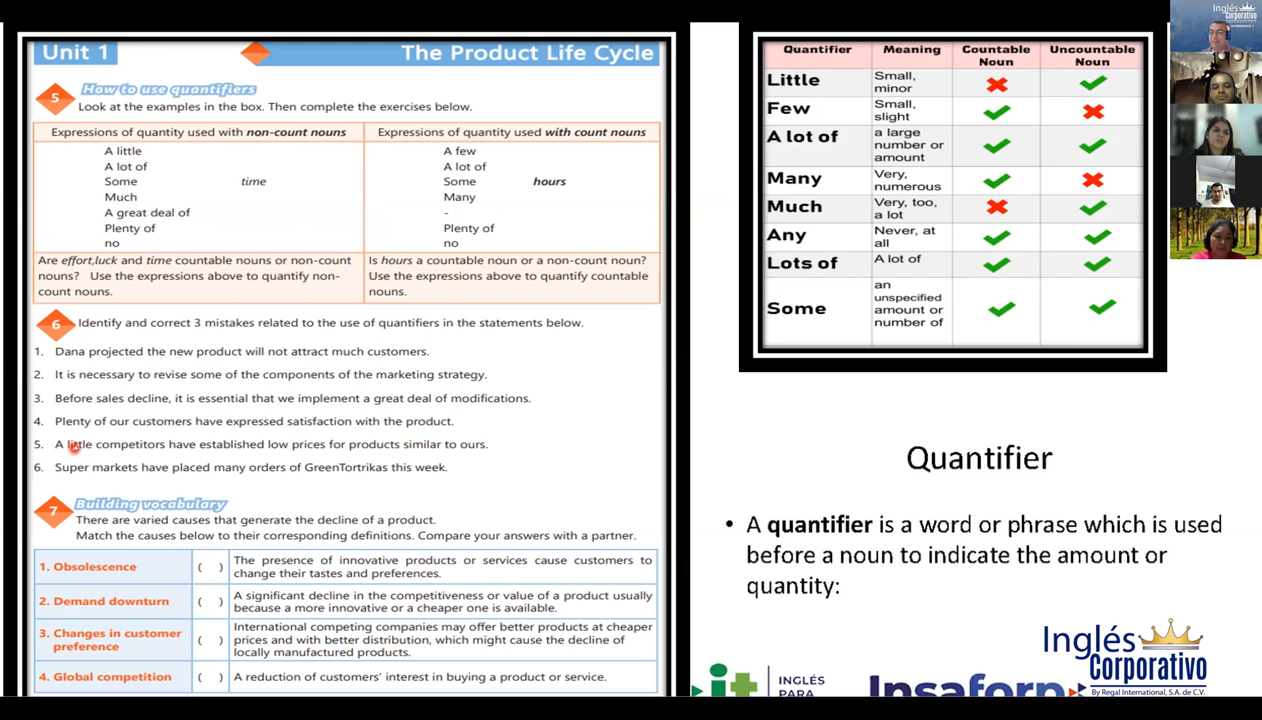 Unit 1
The Product Life Cycle
5
How to use quantifiers
Look at the examples in the box. Then complete the exercises below.
Expressions of quantity used with non-count nouns
A little
A lot of
Some
time
Much
A great deal of
Plenty of
no
Expressions of quantity used with count nouns
A few
A lot of
Some
hours
Many
-
Plenty of
no
Are effort,luck and time countable nouns or non-count
nouns? Use the expressions above to quantify non-
count nouns.
Is hours a countable noun or a non-count noun?
Use the expressions above to quantify countable
nouns.
6
Identify and correct 3 mistakes related to the use of quantifiers in the statements below.
1. Dana projected the new product will not attract much customers.
2. It is necessary to revise some of the components of the marketing strategy.
3. Before sales decline, it is essential that we implement a great deal of modifications.
4. Plenty of our customers have expressed satisfaction with the product.
5. A little competitors have established low prices for products similar to ours.
6. Super markets have placed many orders of GreenTortrikas this week.
7
Building vocabulary
There are varied causes that generate the decline of a product.
Match the causes below to their corresponding definitions. Compare your answers with a partner.
1. Obsolescence
( )
The presence of innovative products or services cause customers to
change their tastes and preferences.
2. Demand downturn
( )
A significant decline in the competitiveness or value of a product usually
because a more innovative or a cheaper one is available.
3. Changes in customer
preference
( )
International competing companies may offer better products at cheaper
prices and with better distribution, which might cause the decline of
locally manufactured products.
4. Global competition
( )
A reduction of customers' interest in buying a product or service.
Quantifier
Meaning
Countable
Noun
Uncountable
Noun
Little
Small,
minor
Few
Small,
slight
A lot of
a large
number or
amount
Many
Very,
numerous
Much
Very, too,
a lot
Any
Never, at
all
Lots of
A lot of
Some
an
unspecified
amount or
number of
Quantifier
• A quantifier is a word or phrase which is used
before a noun to indicate the amount or
quantity:
it
INGLÉS
PARA
Insaforp
Inglés
Corporativo
By Regal International, S.A. de C.V.
Inglés
Corporativo